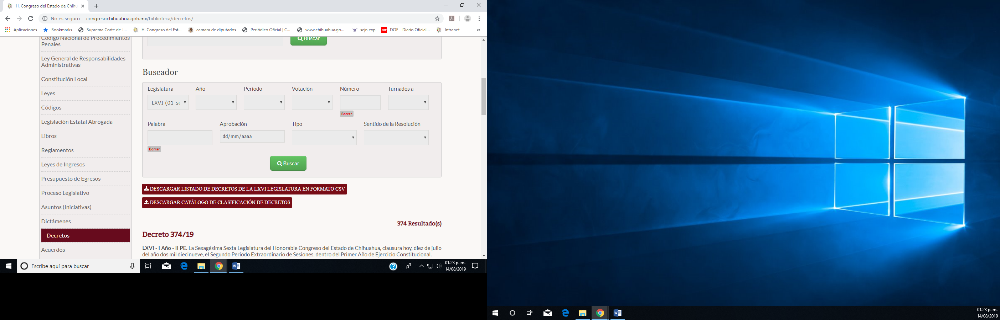 H. Congreso del Estado de Chihu
No es seguro | congresochihuahua.gob.mx/biblioteca/decretos/
Aplicaciones Bookmarks Suprema Corte de J... H. Congreso del Est... camara de diputados Periódico Oficial | C... www.chihuahua.go... scjn exp DOF DOF - Diario Oficial... Intranet »
Código Nacional de Procedimientos
Penales
Ley General de Responsabilidades
Administrativas
Constitución Local
Leyes
Códigos
Legislación Estatal Abrogada
Libros
Reglamentos
Leyes de Ingresos
Presupuesto de Egresos
Proceso Legislativo
Asuntos (Iniciativas)
Dictámenes
Decretos
Acuerdos
Buscar
Buscador
Legislatura Año Periodo Votación Número Turnados a
LXVI (01-se
Borrar
Palabra Aprobación Tipo Sentido de la Resolución
dd/mm/aaaa
Borrar
Buscar
DESCARGAR LISTADO DE DECRETOS DE LA LXVI LEGISLATURA EN FORMATO CSV
DESCARGAR CATÁLOGO DE CLASIFICACIÓN DE DECRETOS
374 Resultado(s)
Decreto 374/19
LXVI - I Año - II PE. La Sexagésima Sexta Legislatura del Honorable Congreso del Estado de Chihuahua, clausura hoy, diez de julio
del año dos mil diecinueve, el Segundo Periodo Extraordinario de Sesiones, dentro del Primer Año de Ejercicio Constitucional.
Escribe aquí para buscar
01:23 p. m.
14/08/2019
01:23 p. m.
14/08/2019